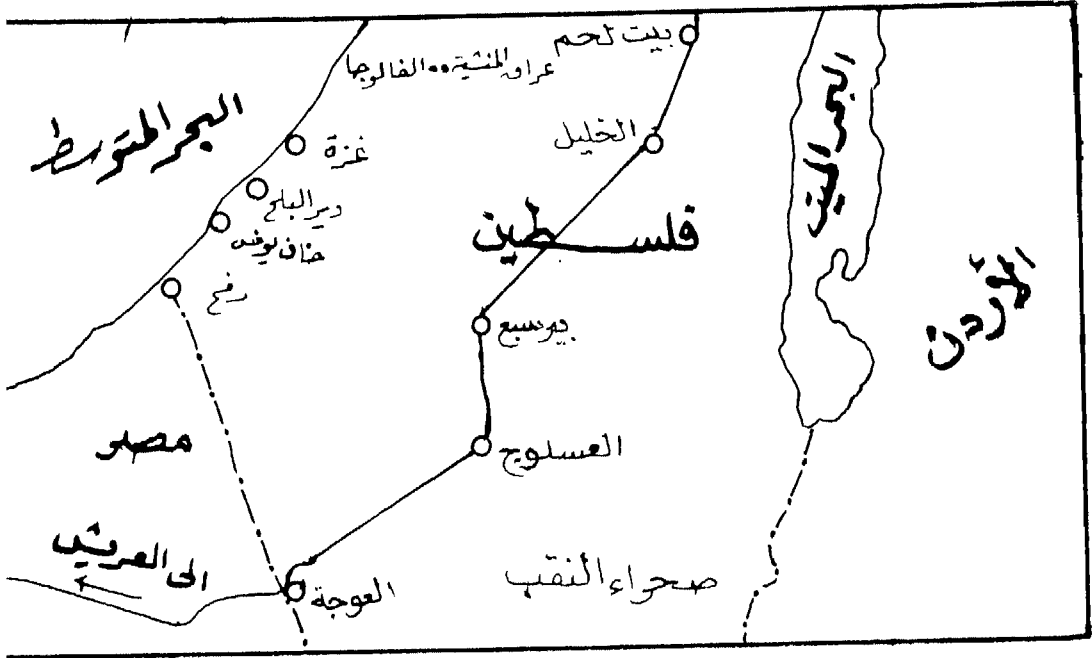 بيت لحم
عراق المنشية
الفالوجا
البحر المتوسط
البحر الميت
الخليل
غزة
دير البلح
خان يونس
فلسطين
رفح
الأردن
بير سبع
مصر
العسلوج
الى العريش
صحراء النقب
العوجة